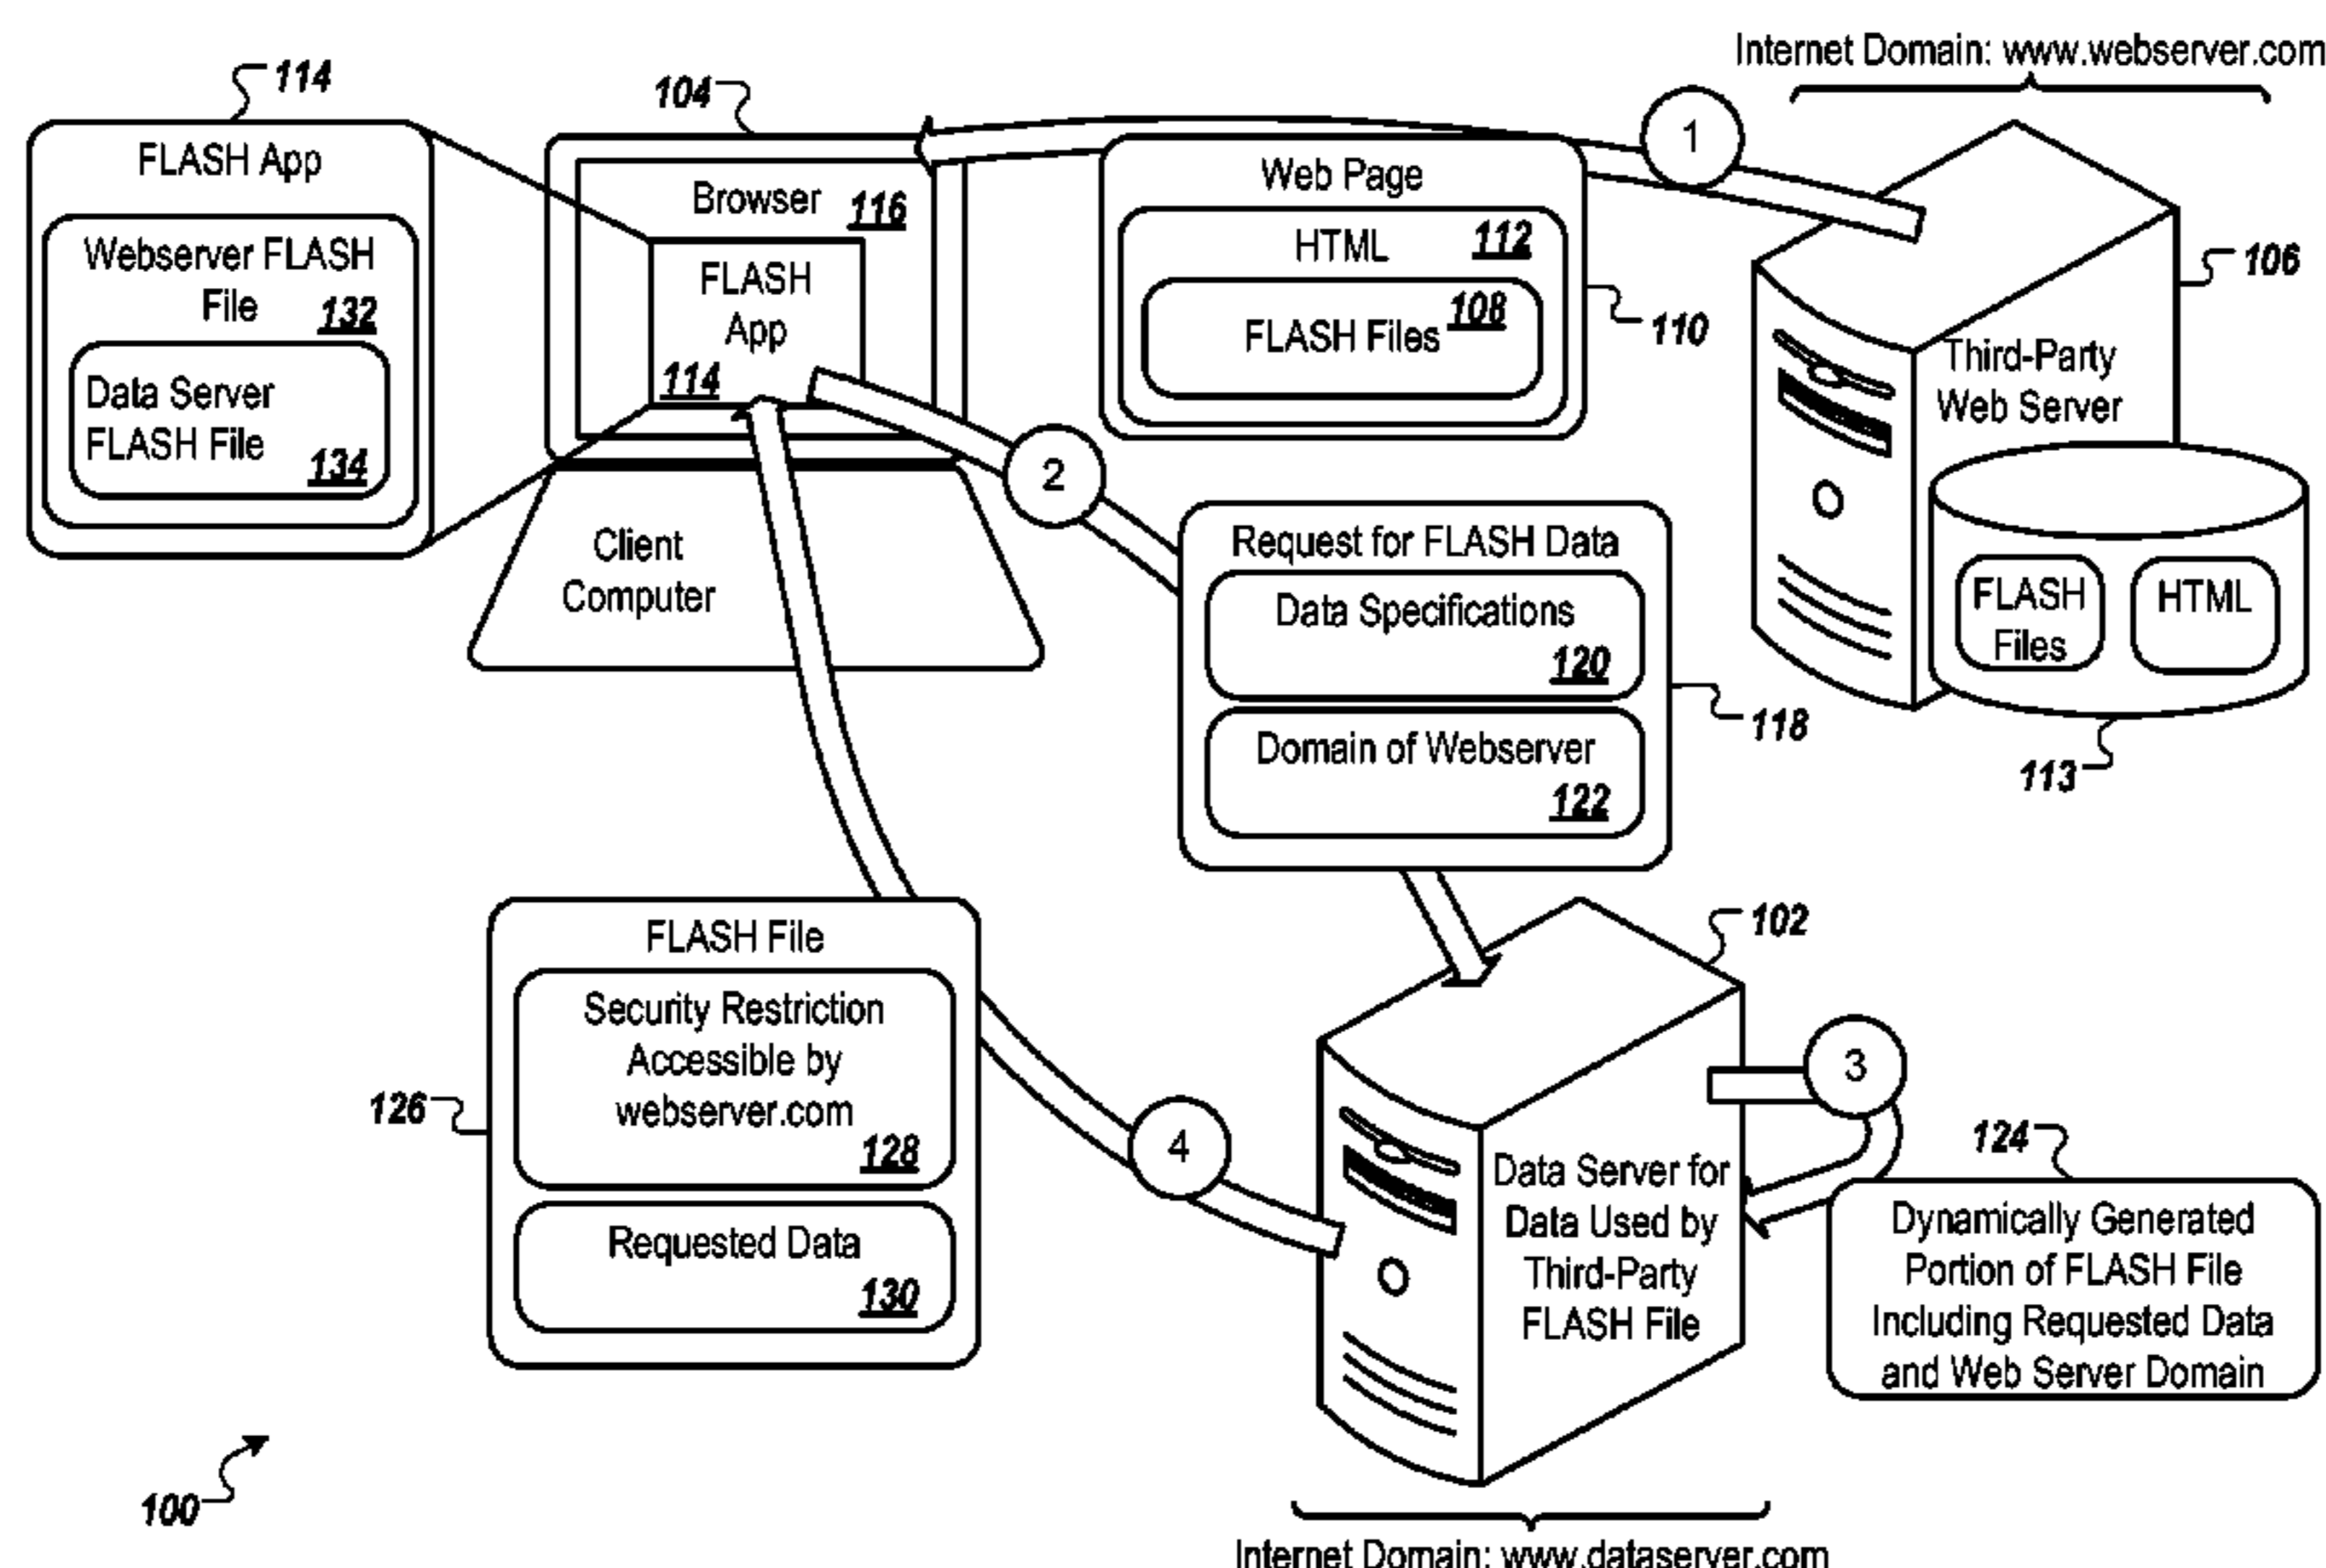 Internet Domain: www.webserver.com
114
FLASH App
Webserver FLASH
File
132
Data Server
FLASH File
134
104
Browser
116
FLASH
App
114
Client
Computer
1
Web Page
HTML
112
FLASH Files
108
110
106
Third-Party
Web Server
FLASH
Files
HTML
113
2
Request for FLASH Data
Data Specifications
120
Domain of Webserver
122
118
FLASH File
Security Restriction
Accessible by
webserver.com
128
Requested Data
130
126
4
102
Data Server for
Data Used by
Third-Party
FLASH File
3
124
Dynamically Generated
Portion of FLASH File
Including Requested Data
and Web Server Domain
100
Internet Domain: www.dataserver.com